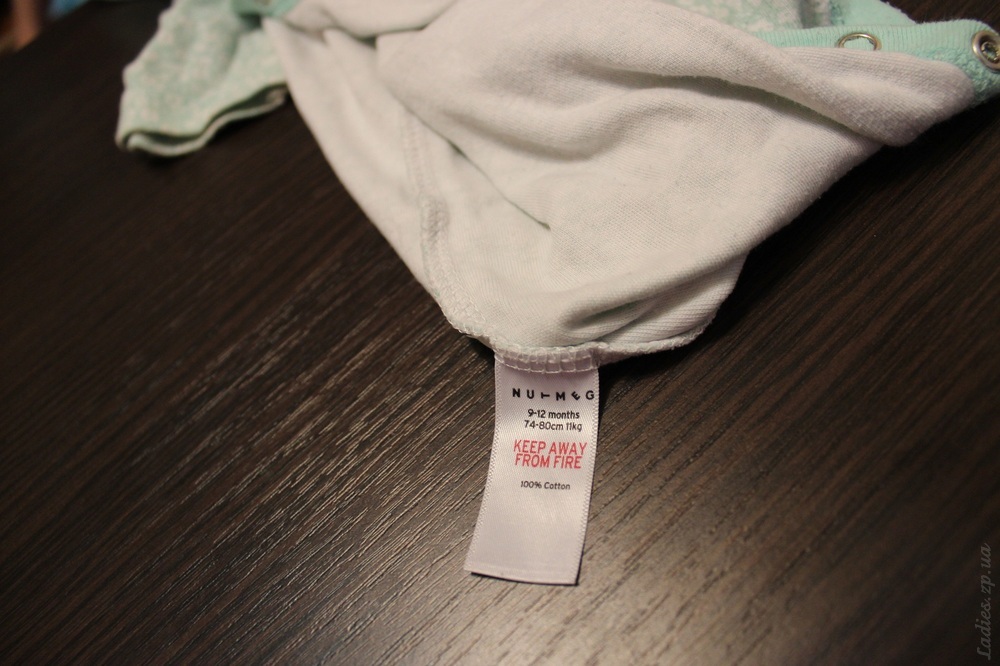 NUTMEG
9-12 months
74-80cm 11kg
KEEP AWAY
FROM FIRE
100% Cotton
Ladies.zp.ua